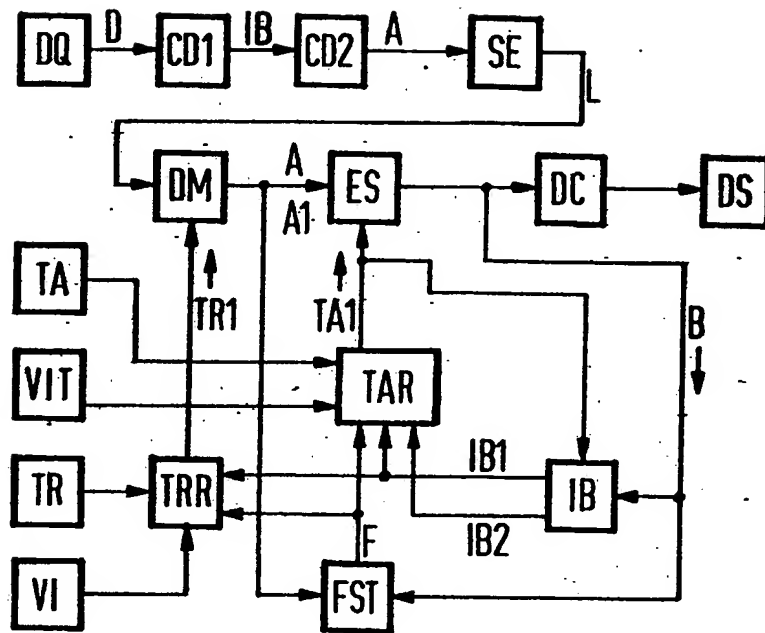 D IB A
DQ CD1 CD2 SE
L
A
DM ES DC DS
A1
TA TR1 TA1 B
VIT TAR
IB1
TR TRR IB
IB2
F
VI FST